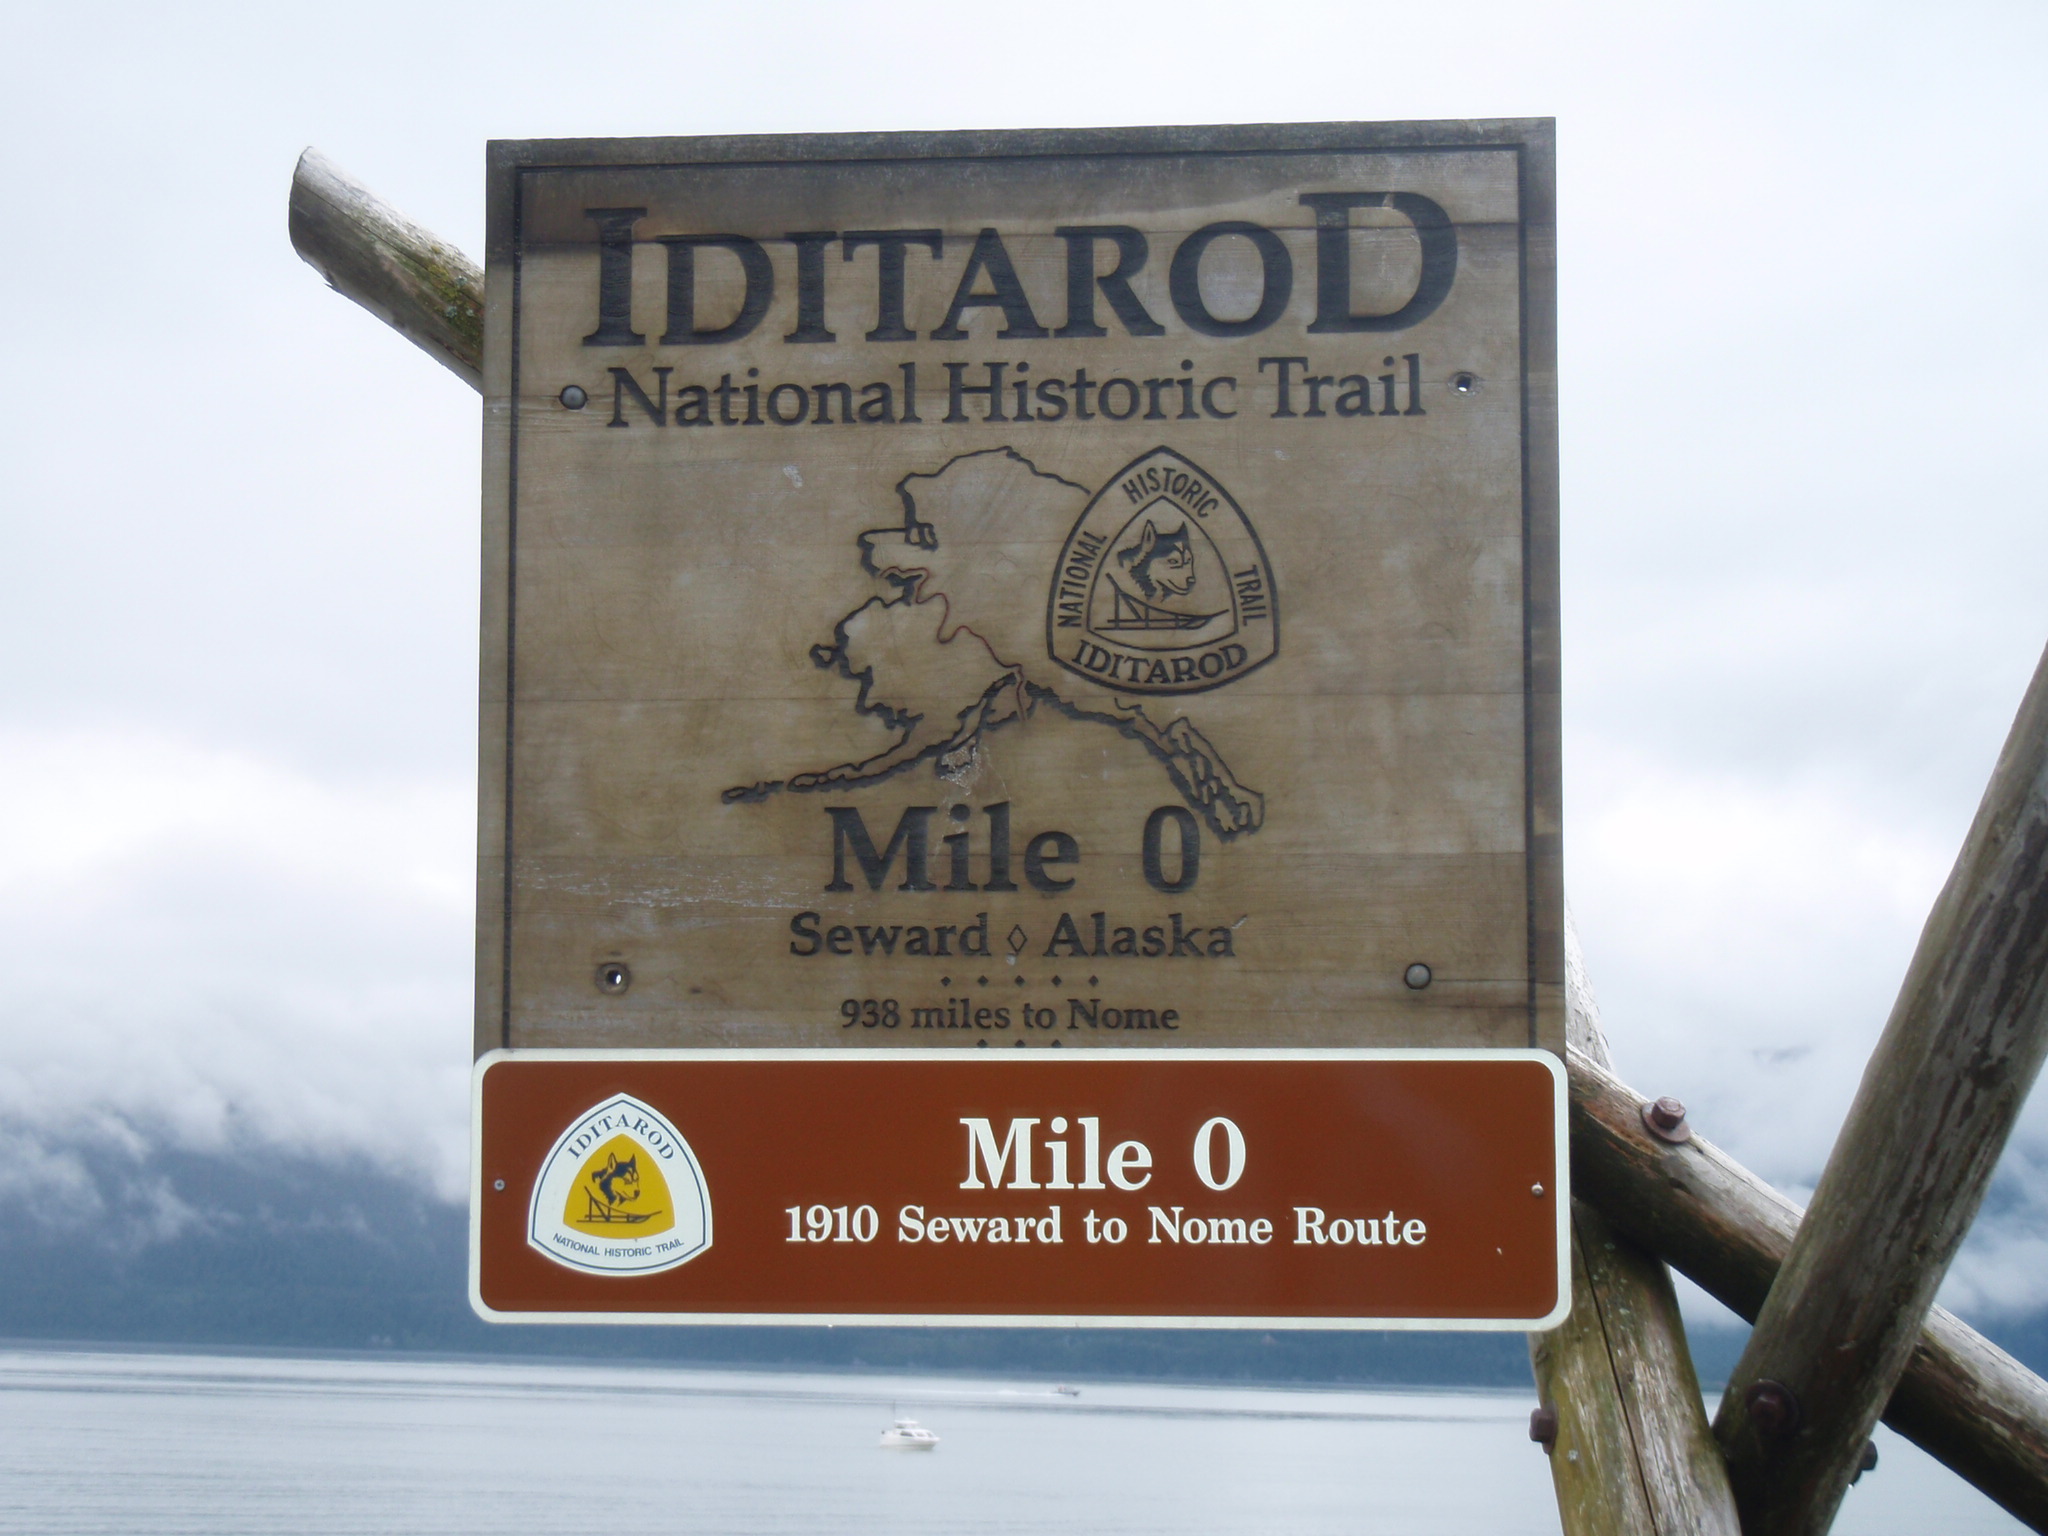 IDITAROD
National Historic Trail
NATIONAL HISTORIC TRAIL
IDITAROD
Mile 0
Seward ◊ Alaska
938 miles to Nome
IDITAROD
NATIONAL HISTORIC TRAIL
Mile 0
1910 Seward to Nome Route